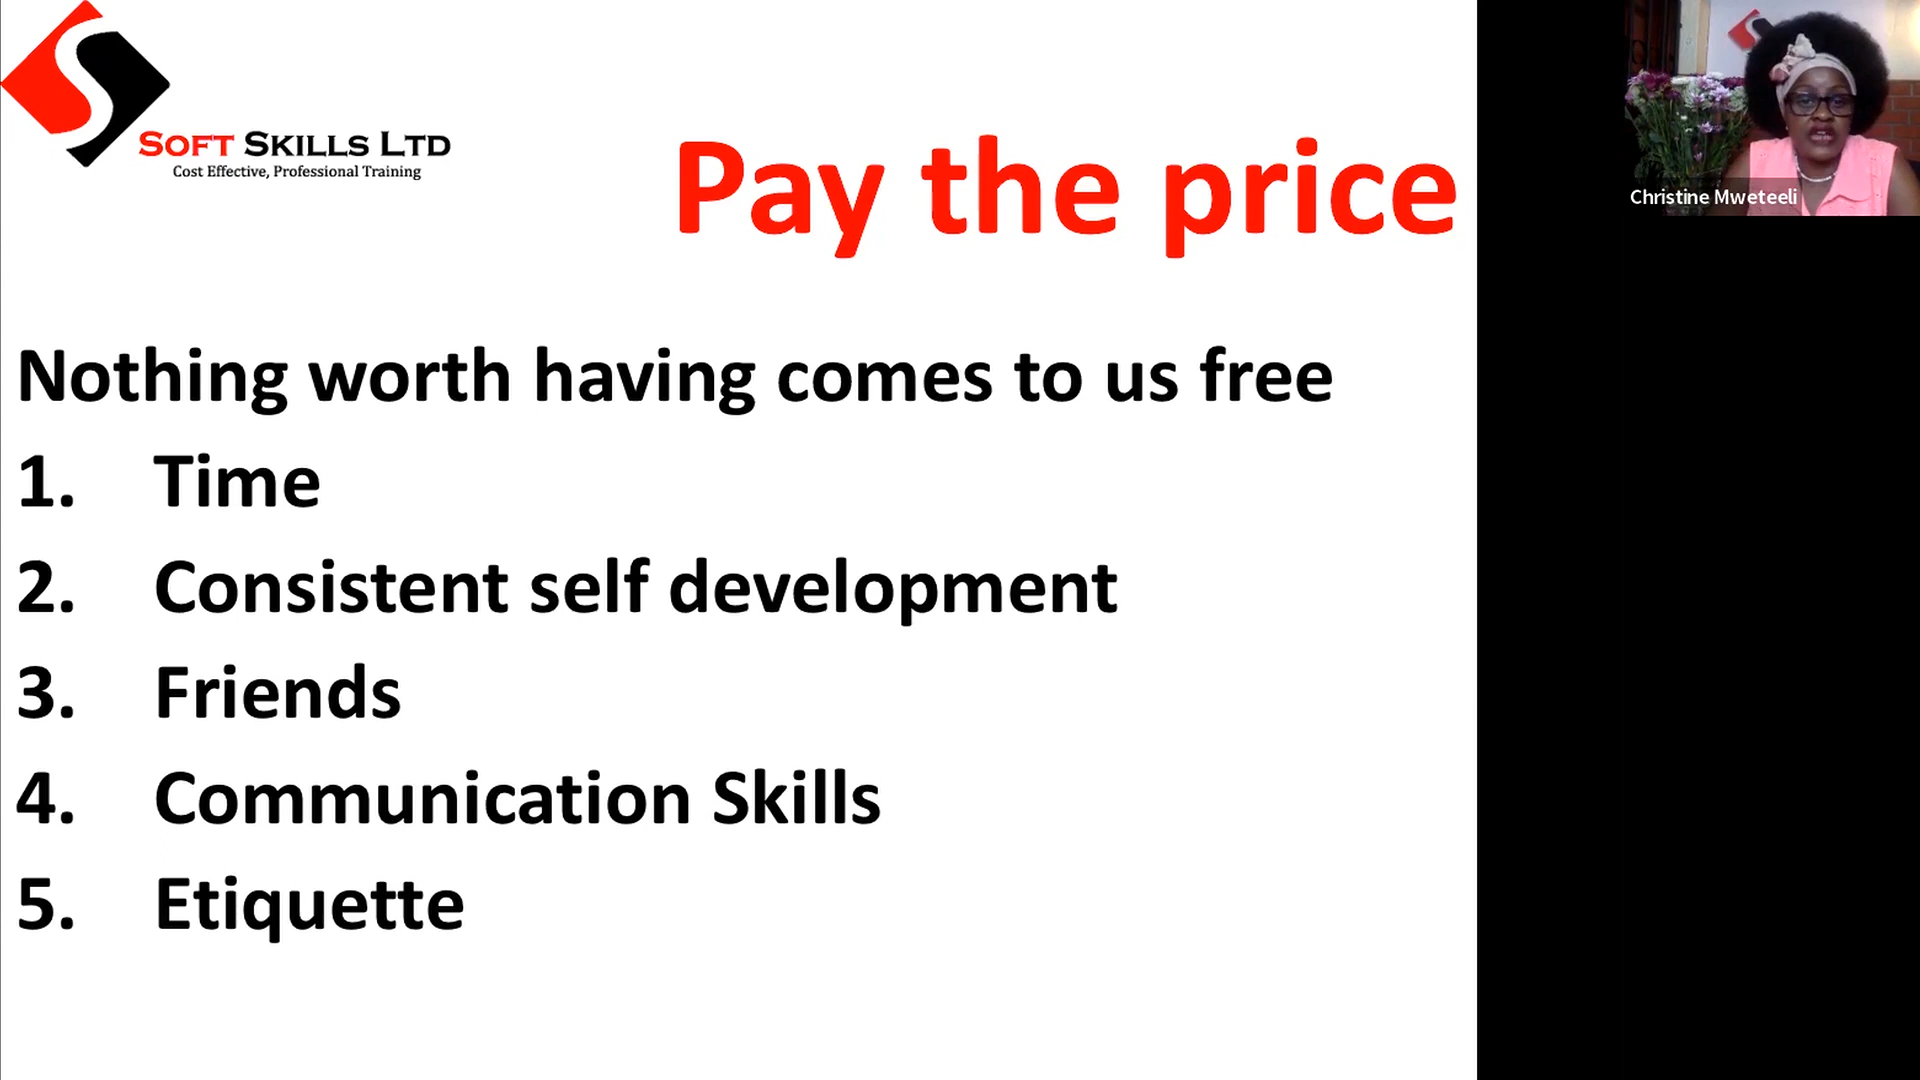 SOFT SKILLS LTD
Cost Effective, Professional Training
Pay the price
Nothing worth having comes to us free
1. Time
2. Consistent self development
3. Friends
4. Communication Skills
5. Etiquette
Christine Mweteeli